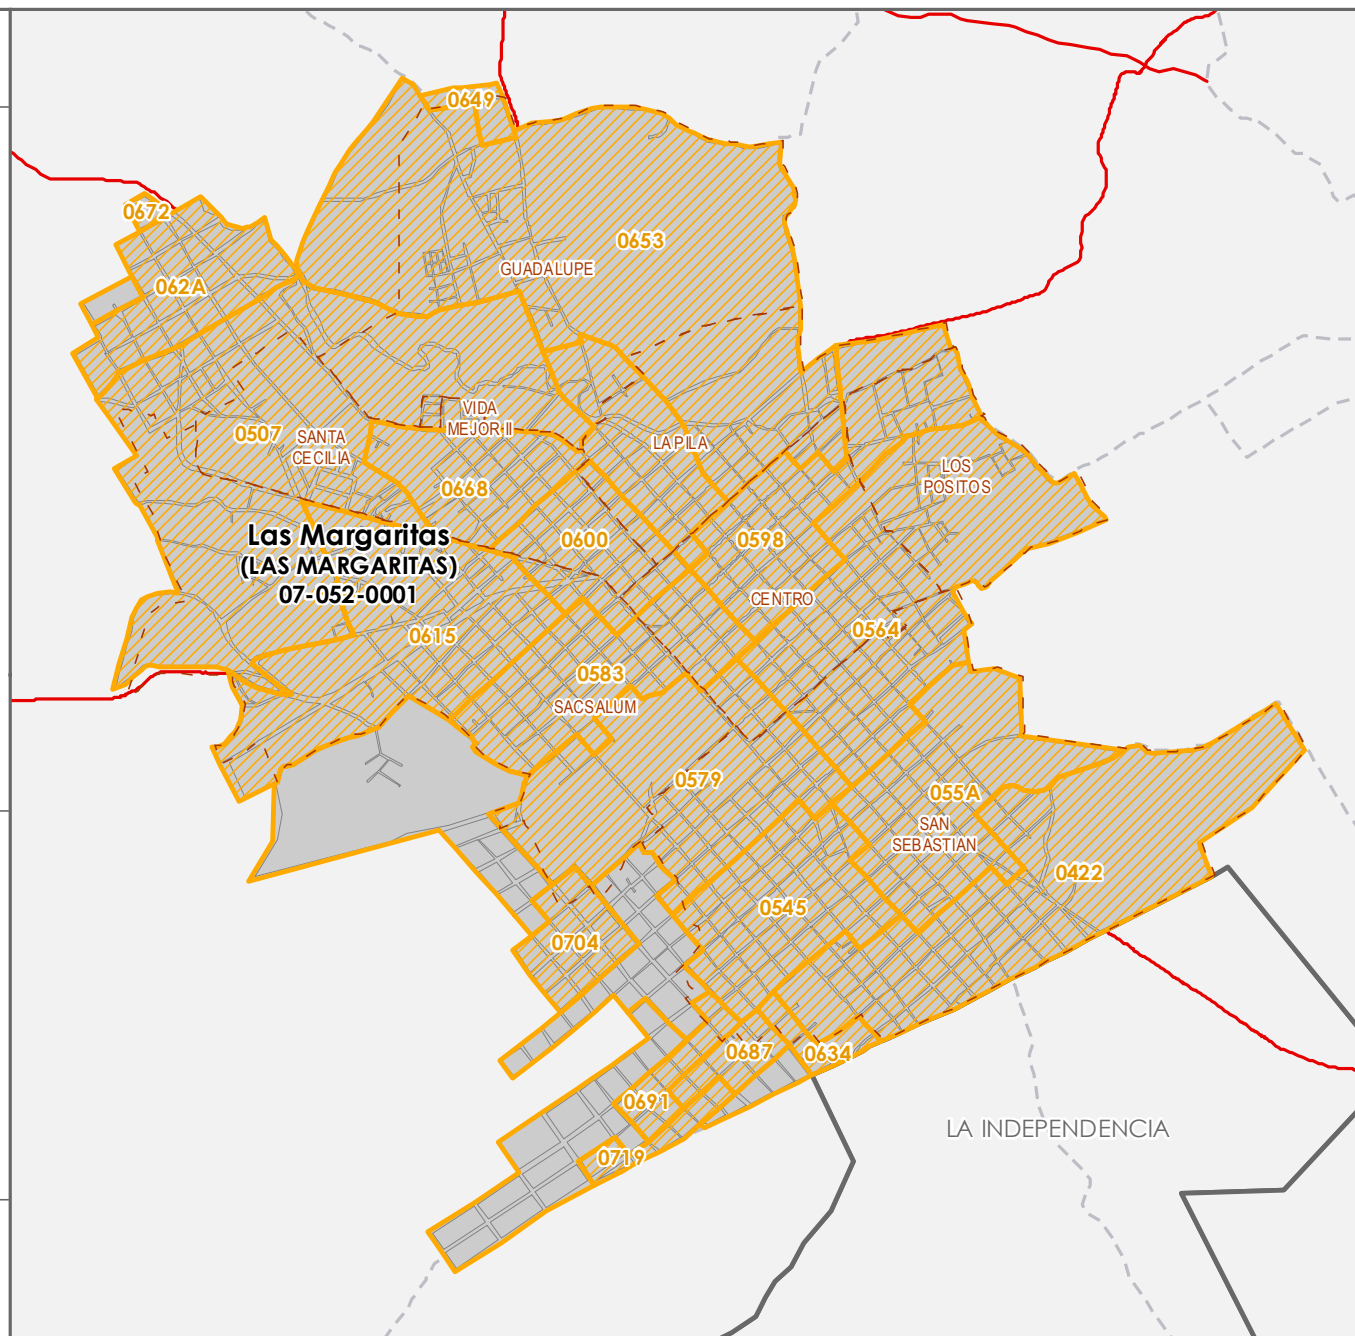 0649
0672
0653
GUADALUPE
062A
VIDA
MEJOR II
0507
SANTA
CECILIA
LA PILA
LOS
POSITOS
0668
Las Margaritas
(LAS MARGARITAS)
07-052-0001
0600
0598
CENTRO
0615
0564
0583
SACSALUM
0579
055A
SAN
SEBASTIAN
0422
0545
0704
0687
0634
0691
LA INDEPENDENCIA
0719